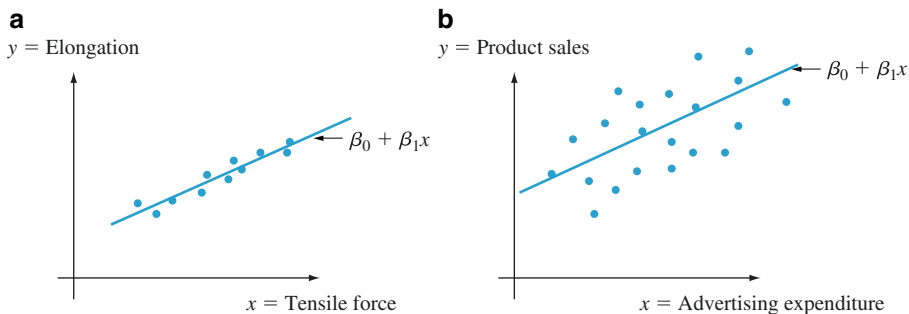 a
y = Elongation
β₀ + β₁x
x = Tensile force
b
y = Product sales
β₀ + β₁x
x = Advertising expenditure